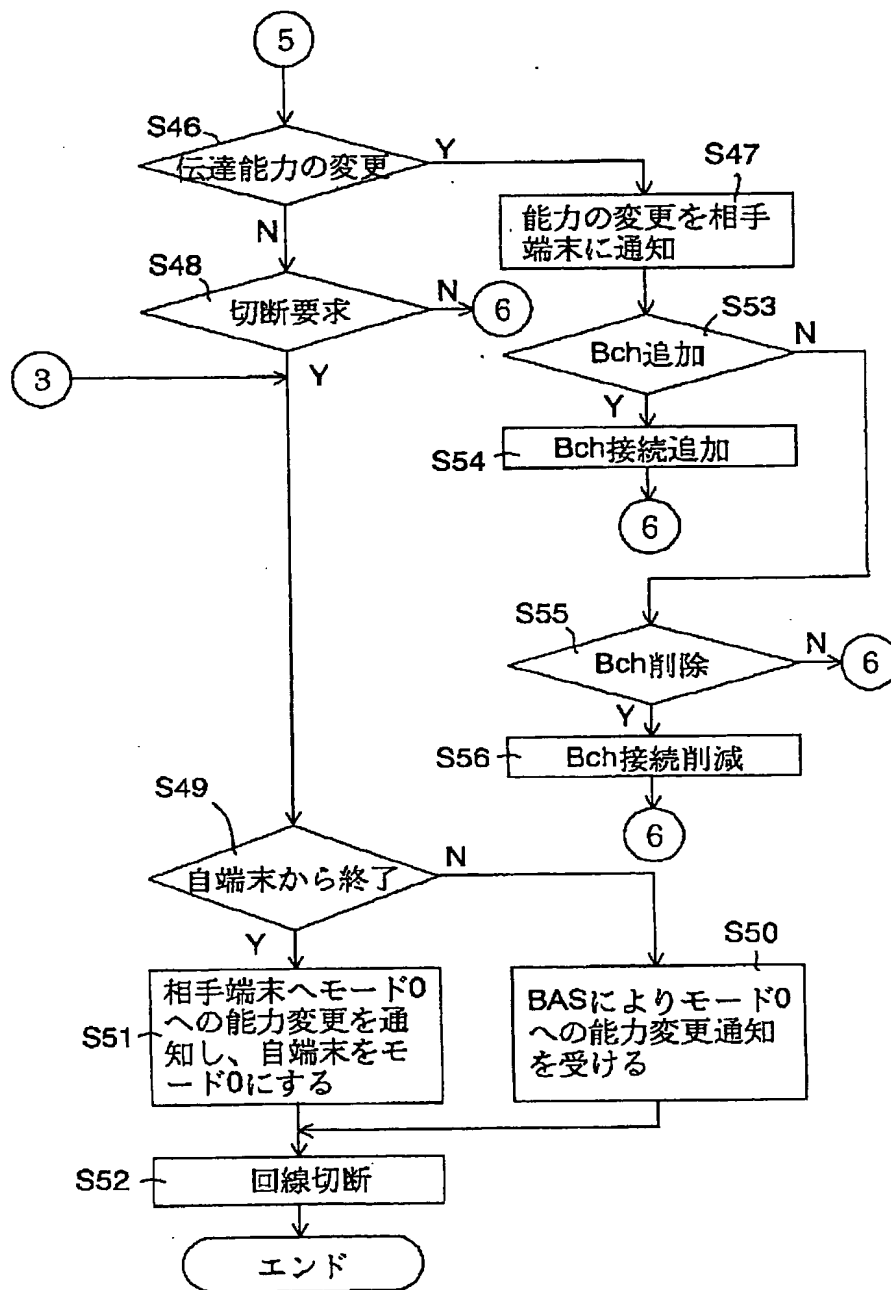 5
S46
伝達能力の変更
Y
N
S47
能力の変更を相手
端末に通知
S48
切断要求
N
6
Y
3
S53
Bch追加
N
Y
S54
Bch接続追加
6
S55
Bch削除
N
6
Y
S56
Bch接続削減
6
S49
自端末から終了
N
Y
S50
BASによりモード0
への能力変更通知
を受ける
S51
相手端末へモード0
への能力変更を通
知し、自端末をモ
ード0にする
S52
回線切断
エンド